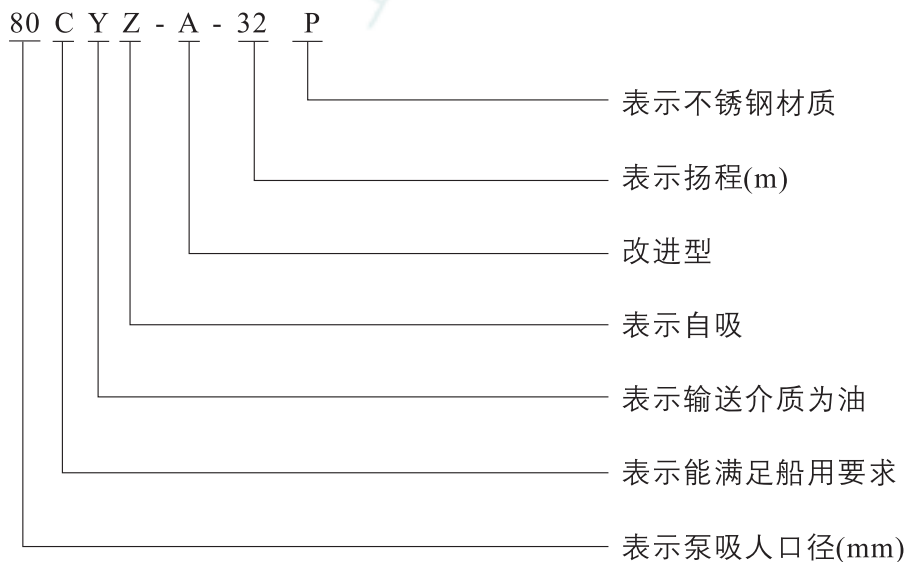 80 C Y Z - A - 32 P
表示不锈钢材质
表示扬程(m)
改进型
表示自吸
表示输送介质为油
表示能满足船用要求
表示泵吸人口径(mm)